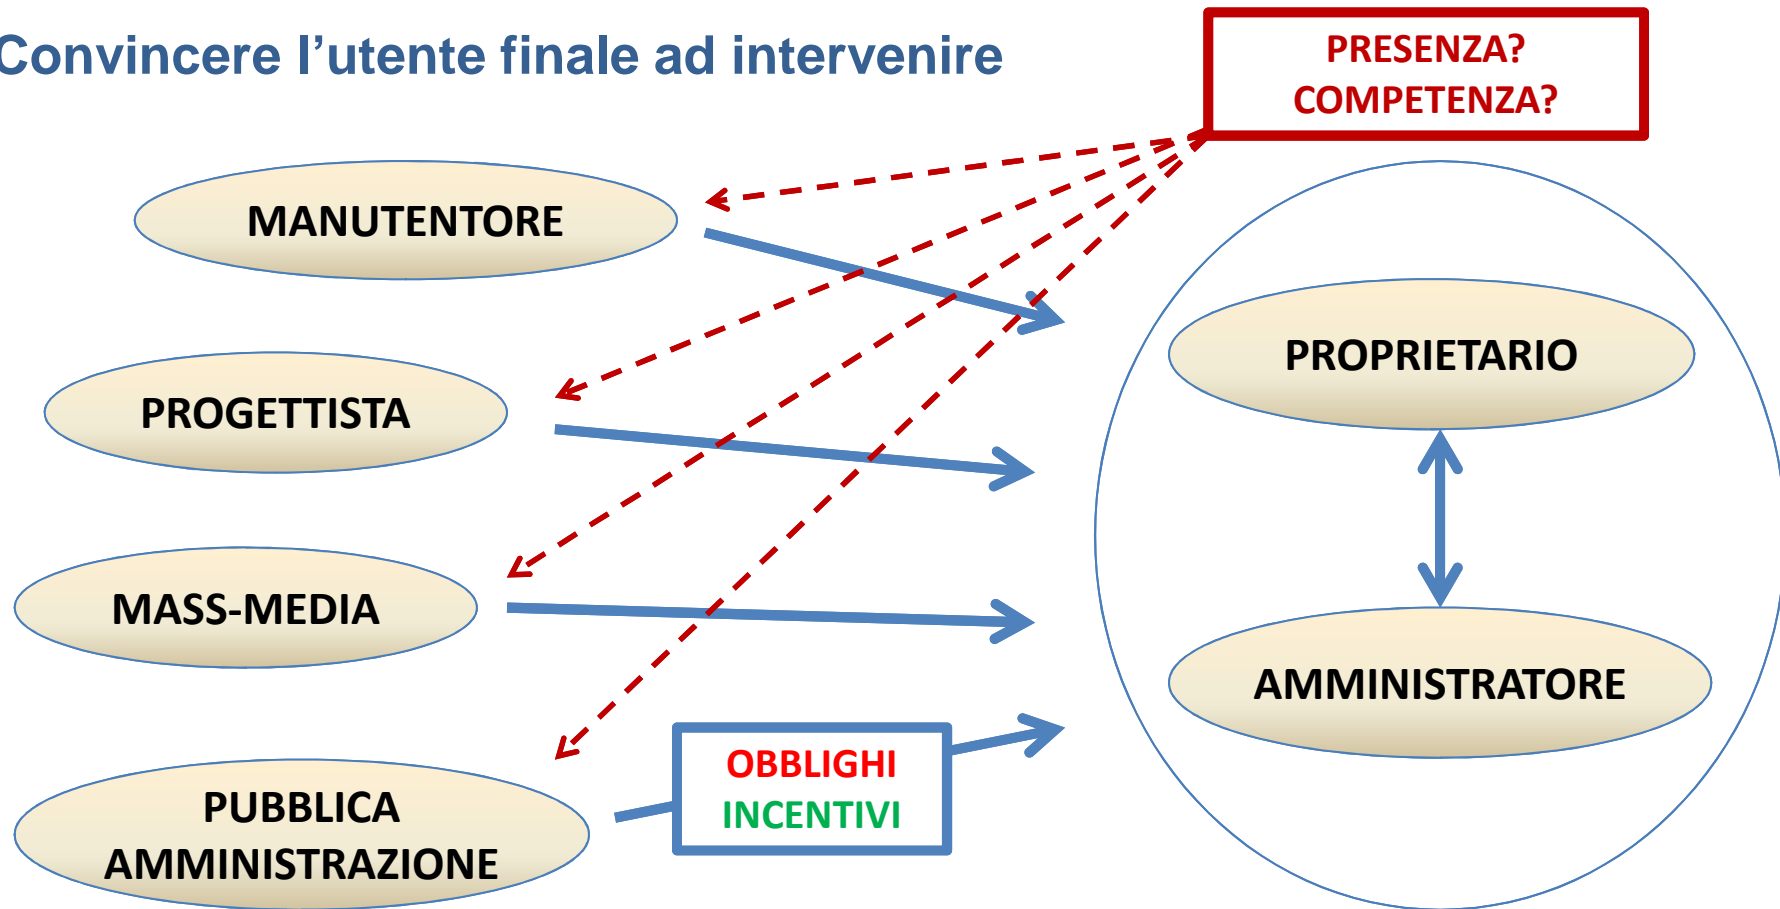 Convincere l’utente finale ad intervenire
PRESENZA?
COMPETENZA?
MANUTENTORE
PROPRIETARIO
PROGETTISTA
MASS-MEDIA
AMMINISTRATORE
OBBLIGHI
INCENTIVI
PUBBLICA
AMMINISTRAZIONE